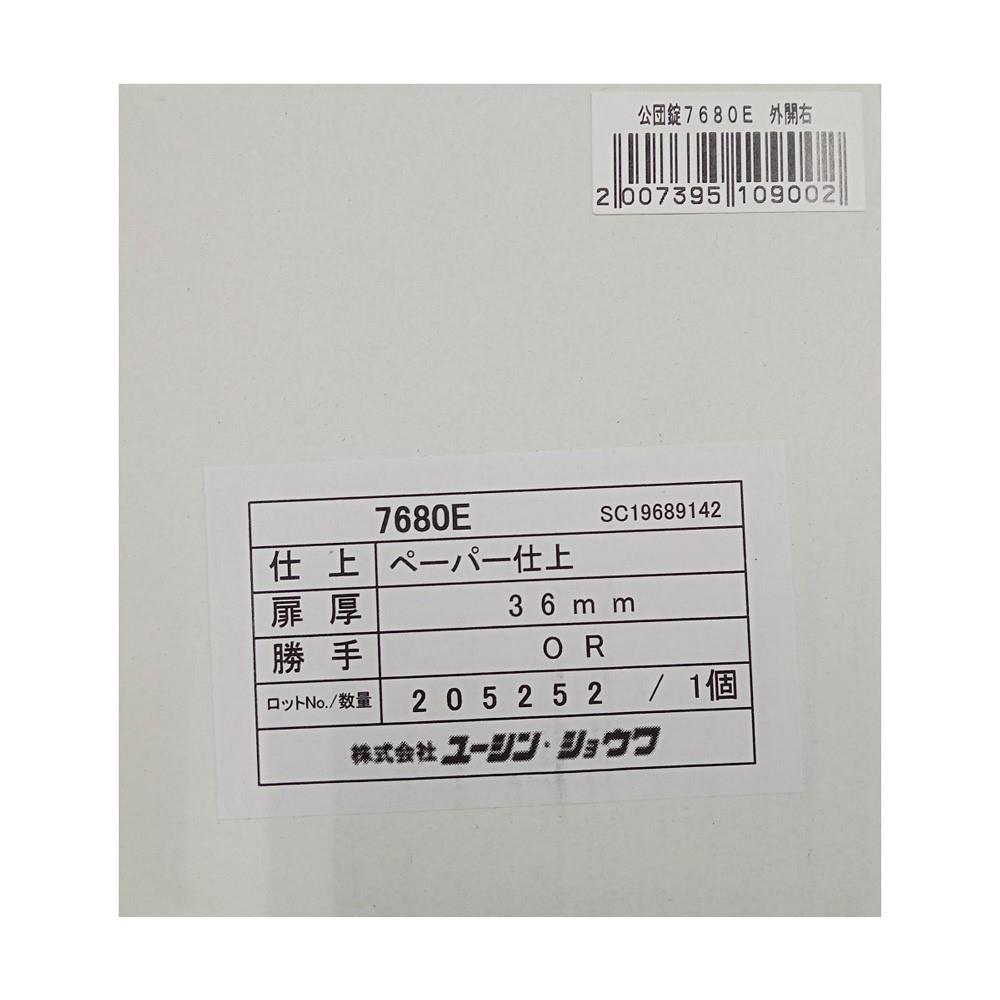 公団錠7680E 外開右
2 007395 109002
7680E SC19689142
仕上 ペーパー仕上
扉厚 36mm
勝手 OR
ロットNo./数量 205252 / 1個
株式会社ユーシン・ショウワ